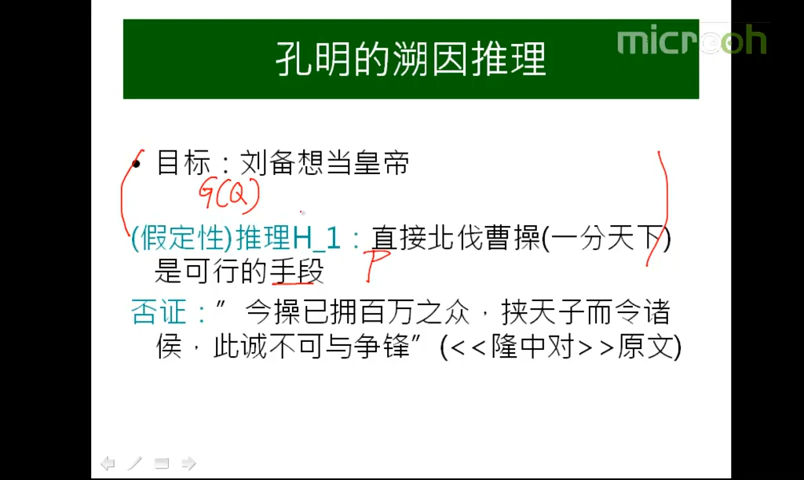 microoh
孔明的溯因推理
• 目标：刘备想当皇帝
G(Q)
(假定性)推理H_1：直接北伐曹操(一分天下)
是可行的手段
P
否证：”今操已拥百万之众，挟天子而令诸
侯，此诚不可与争锋”(<<隆中对>>原文)